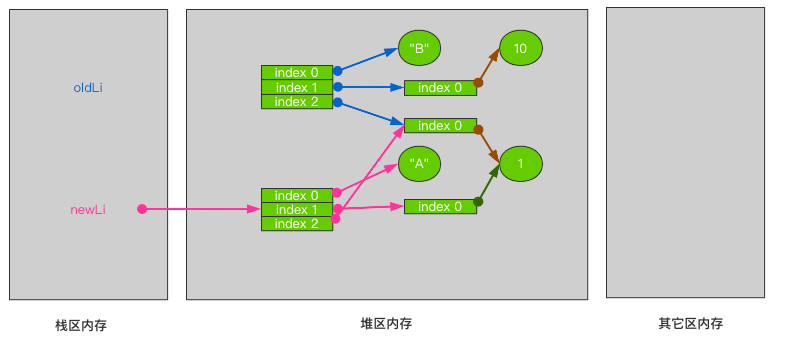 oldLi
"B"
10
index 0
index 1
index 2
index 0
index 0
"A"
1
newLi
index 0
index 1
index 2
index 0
栈区内存
堆区内存
其它区内存